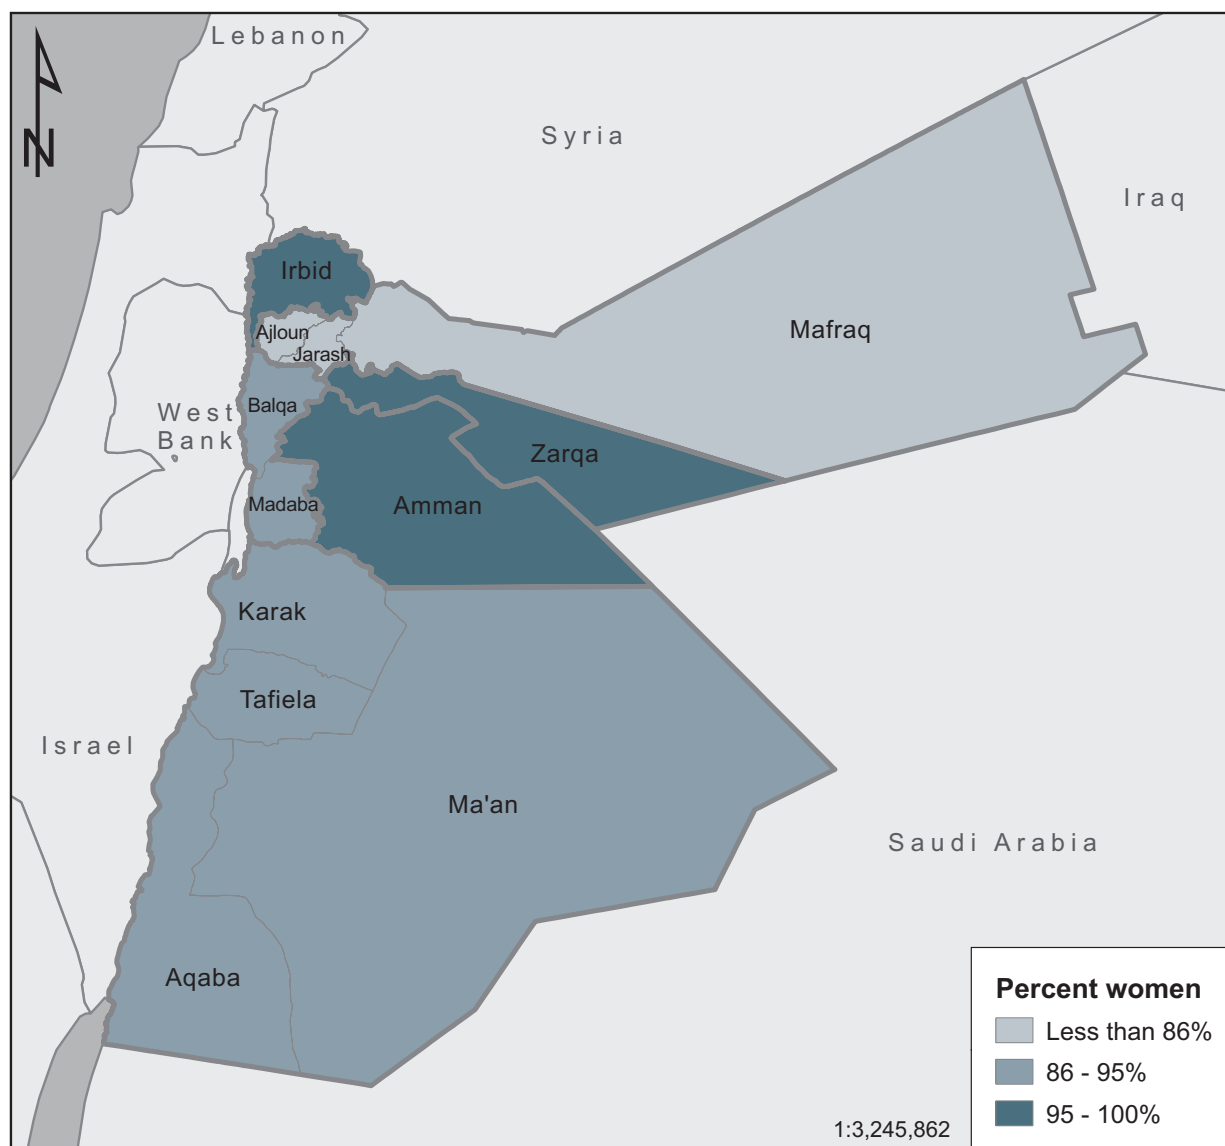 Lebanon
N
Syria
Iraq
Irbid
Mafraq
Ajloun
Jarash
Balqa
West
Bank
Zarqa
Madaba
Amman
Karak
Tafiela
Israel
Ma'an
Saudi Arabia
Aqaba
Percent women
Less than 86%
86 - 95%
95 - 100%
1:3,245,862